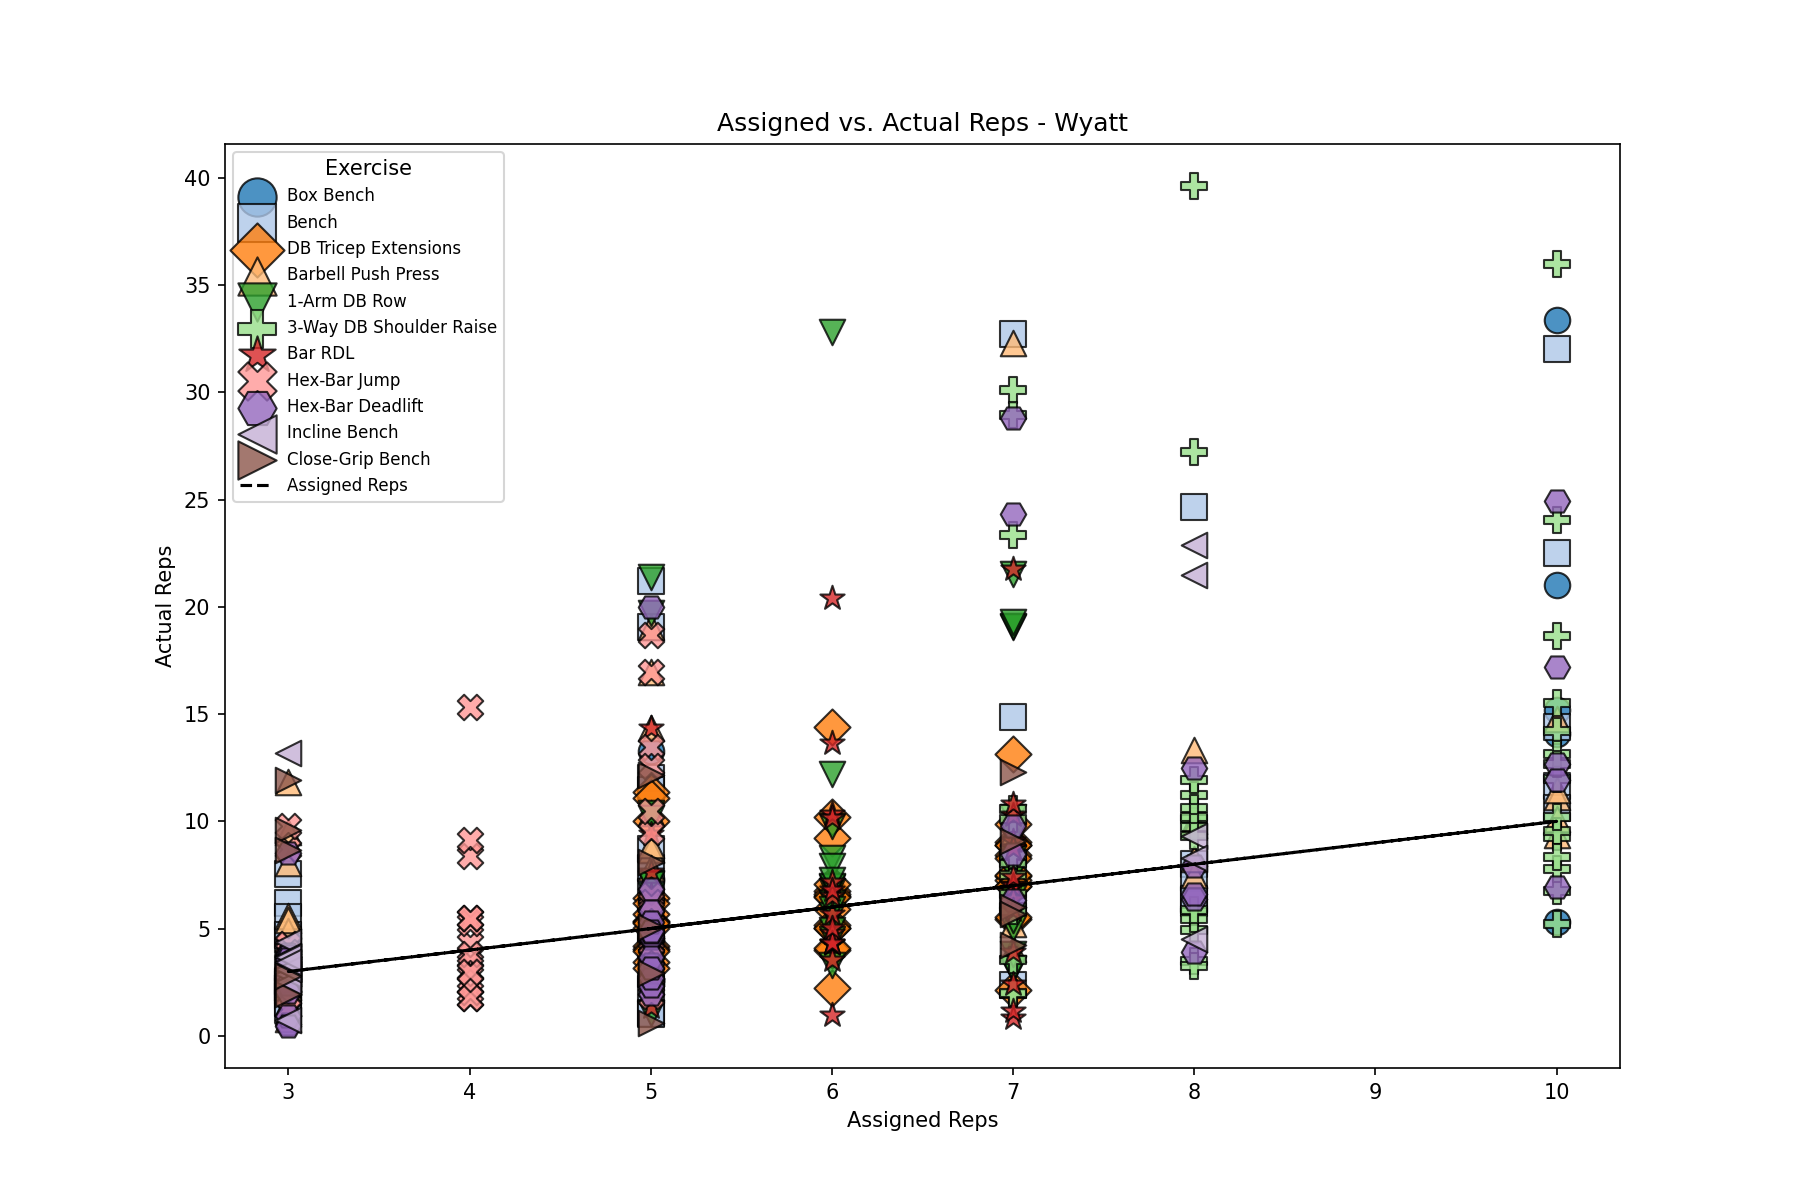 Assigned vs. Actual Reps - Wyatt
Exercise
Box Bench
Bench
DB Tricep Extensions
Barbell Push Press
1-Arm DB Row
3-Way DB Shoulder Raise
Bar RDL
Hex-Bar Jump
Hex-Bar Deadlift
Incline Bench
Close-Grip Bench
Assigned Reps
Actual Reps
40
35
30
25
20
15
10
5
0
3 4 5 6 7 8 9 10
Assigned Reps